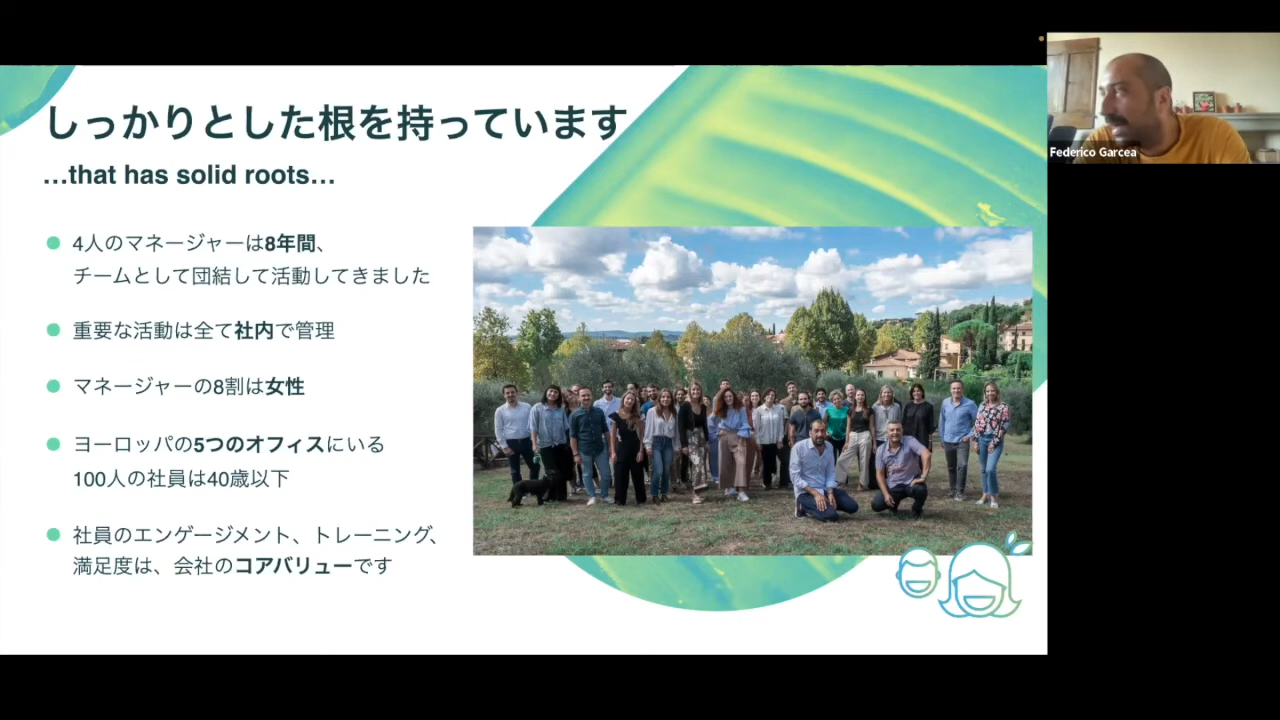 しっかりとした根を持っています
…that has solid roots…
4人のマネージャーは8年間、
チームとして団結して活動してきました
重要な活動は全て社内で管理
マネージャーの8割は女性
ヨーロッパの5つのオフィスにいる
100人の社員は40歳以下
社員のエンゲージメント、トレーニング、
満足度は、会社のコアバリューです
Federico Garcea